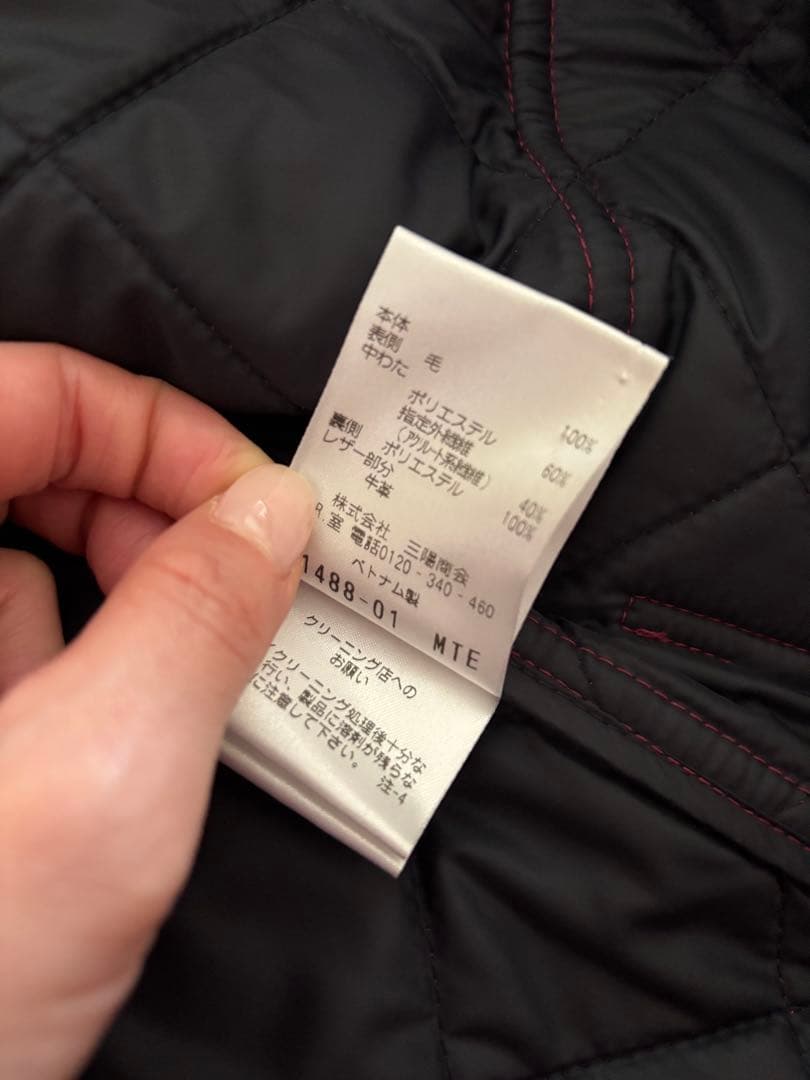 本体
表側 毛 100%
中わた
ポリエステル 60%
指定外繊維
(アクリレート系繊維) 40%
裏側 ポリエステル 100%
レザー部分
牛革
株式会社 三陽商会
R.室 電話0120-340-460
ベトナム製
1488-01 MTE
クリーニング店への
お願い
クリーニング処理後十分な
行い、製品に溶剤が残らな
に注意して下さい。 注-4